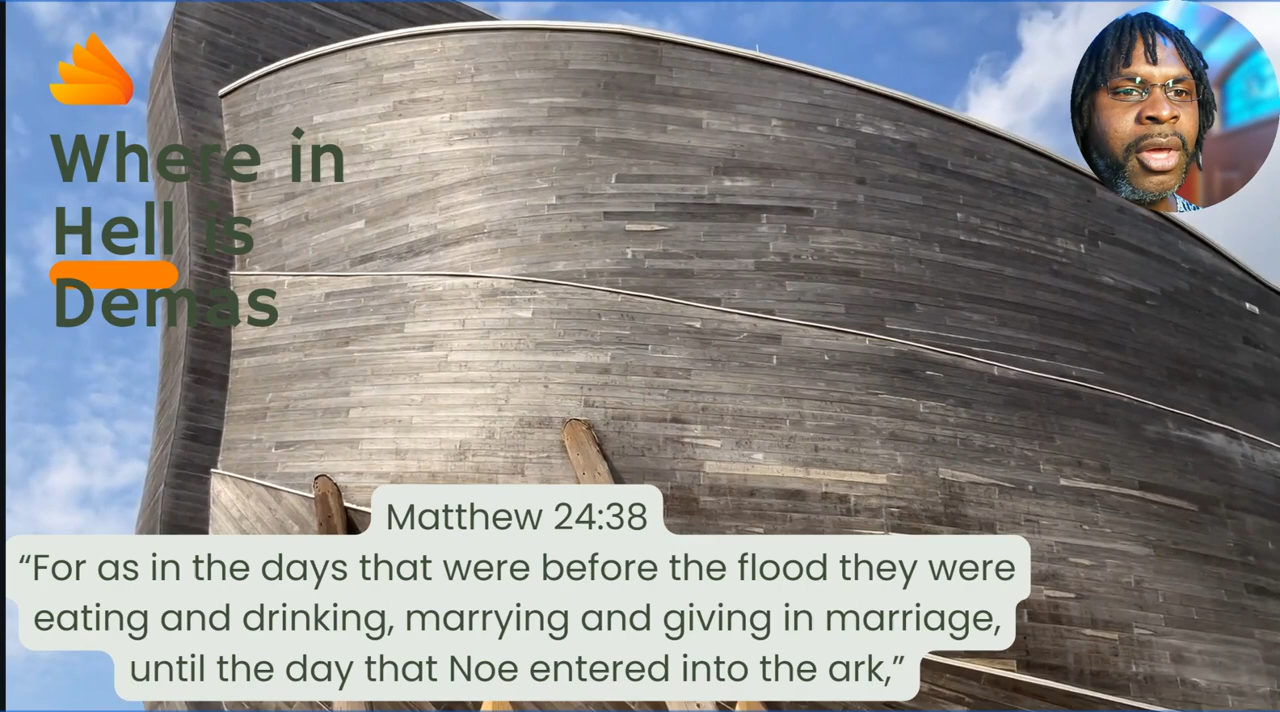 Where in
Hell is
Demas
Matthew 24:38
“For as in the days that were before the flood they were
eating and drinking, marrying and giving in marriage,
until the day that Noe entered into the ark,”